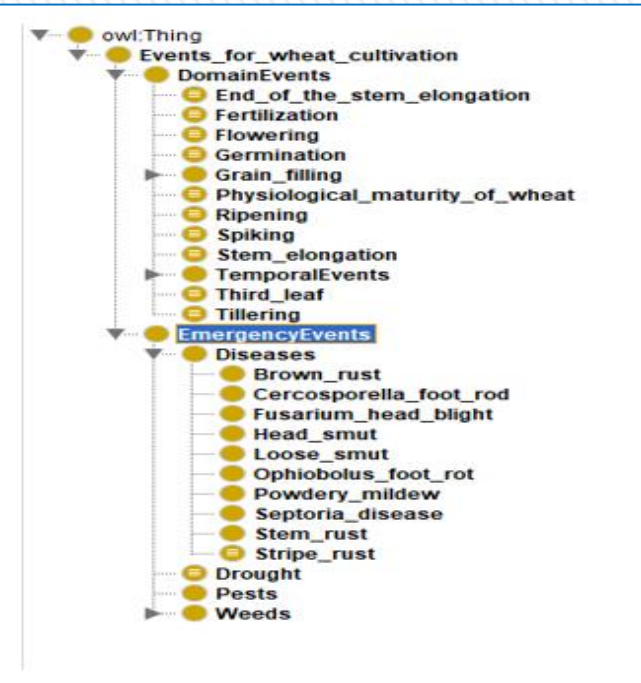 owl:Thing
Events_for_wheat_cultivation
DomainEvents
End_of_the_stem_elongation
Fertilization
Flowering
Germination
Grain_filling
Physiological_maturity_of_wheat
Ripening
Spiking
Stem_elongation
TemporalEvents
Third_leaf
Tillering
EmergencyEvents
Diseases
Brown_rust
Cercosporella_foot_rod
Fusarium_head_blight
Head_smut
Loose_smut
Ophiobolus_foot_rot
Powdery_mildew
Septoria_disease
Stem_rust
Stripe_rust
Drought
Pests
Weeds